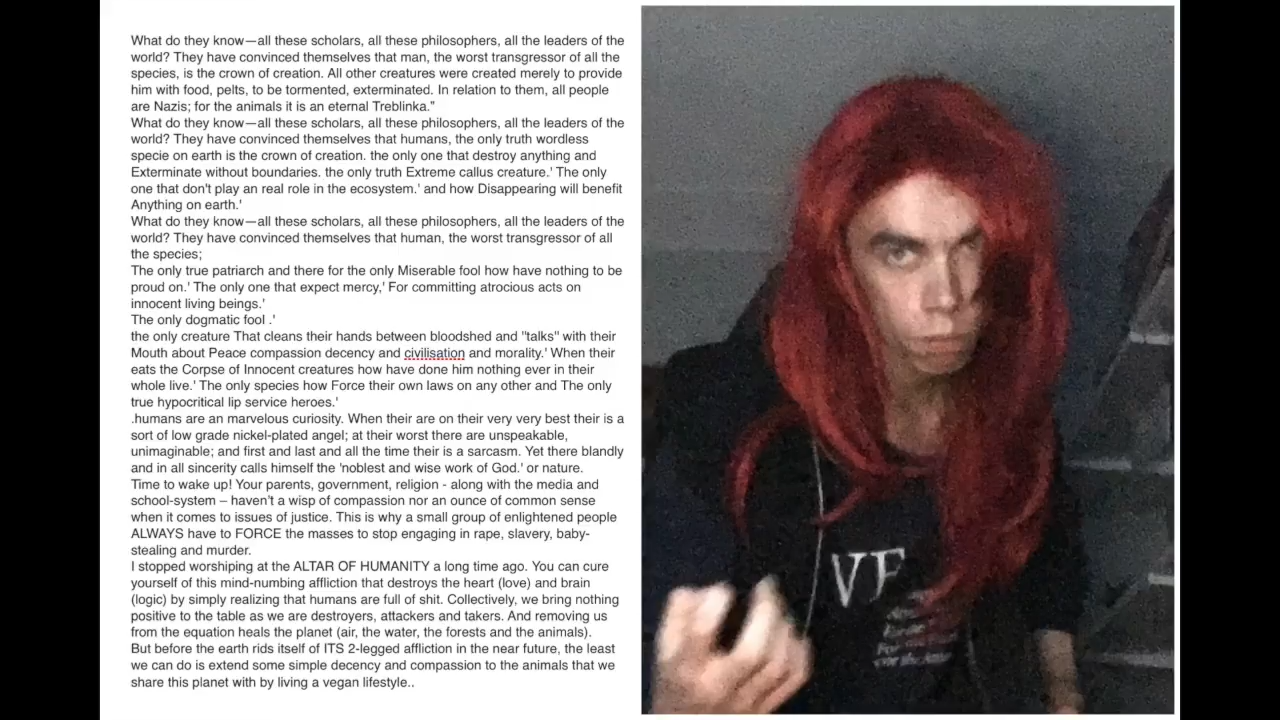 What do they know—all these scholars, all these philosophers, all the leaders of the
world? They have convinced themselves that man, the worst transgressor of all the
species, is the crown of creation. All other creatures were created merely to provide
him with food, pelts, to be tormented, exterminated. In relation to them, all people
are Nazis; for the animals it is an eternal Treblinka."
What do they know—all these scholars, all these philosophers, all the leaders of the
world? They have convinced themselves that humans, the only truth wordless
specie on earth is the crown of creation. the only one that destroy anything and
Exterminate without boundaries. the only truth Extreme callus creature.' The only
one that don't play an real role in the ecosystem.' and how Disappearing will benefit
Anything on earth.'
What do they know—all these scholars, all these philosophers, all the leaders of the
world? They have convinced themselves that human, the worst transgressor of all
the species;
The only true patriarch and there for the only Miserable fool how have nothing to be
proud on.' The only one that expect mercy,' For committing atrocious acts on
innocent living beings.'
The only dogmatic fool .'
the only creature That cleans their hands between bloodshed and "talks" with their
Mouth about Peace compassion decency and civilisation and morality.' When their
eats the Corpse of Innocent creatures how have done him nothing ever in their
whole live.' The only species how Force their own laws on any other and The only
true hypocritical lip service heroes.'
.humans are an marvelous curiosity. When their are on their very very best their is a
sort of low grade nickel-plated angel; at their worst there are unspeakable,
unimaginable; and first and last and all the time their is a sarcasm. Yet there blandly
and in all sincerity calls himself the 'noblest and wise work of God.' or nature.
Time to wake up! Your parents, government, religion - along with the media and
school-system – haven't a wisp of compassion nor an ounce of common sense
when it comes to issues of justice. This is why a small group of enlightened people
ALWAYS have to FORCE the masses to stop engaging in rape, slavery, baby-
stealing and murder.
I stopped worshiping at the ALTAR OF HUMANITY a long time ago. You can cure
yourself of this mind-numbing affliction that destroys the heart (love) and brain
(logic) by simply realizing that humans are full of shit. Collectively, we bring nothing
positive to the table as we are destroyers, attackers and takers. And removing us
from the equation heals the planet (air, the water, the forests and the animals).
But before the earth rids itself of ITS 2-legged affliction in the near future, the least
we can do is extend some simple decency and compassion to the animals that we
share this planet with by living a vegan lifestyle..